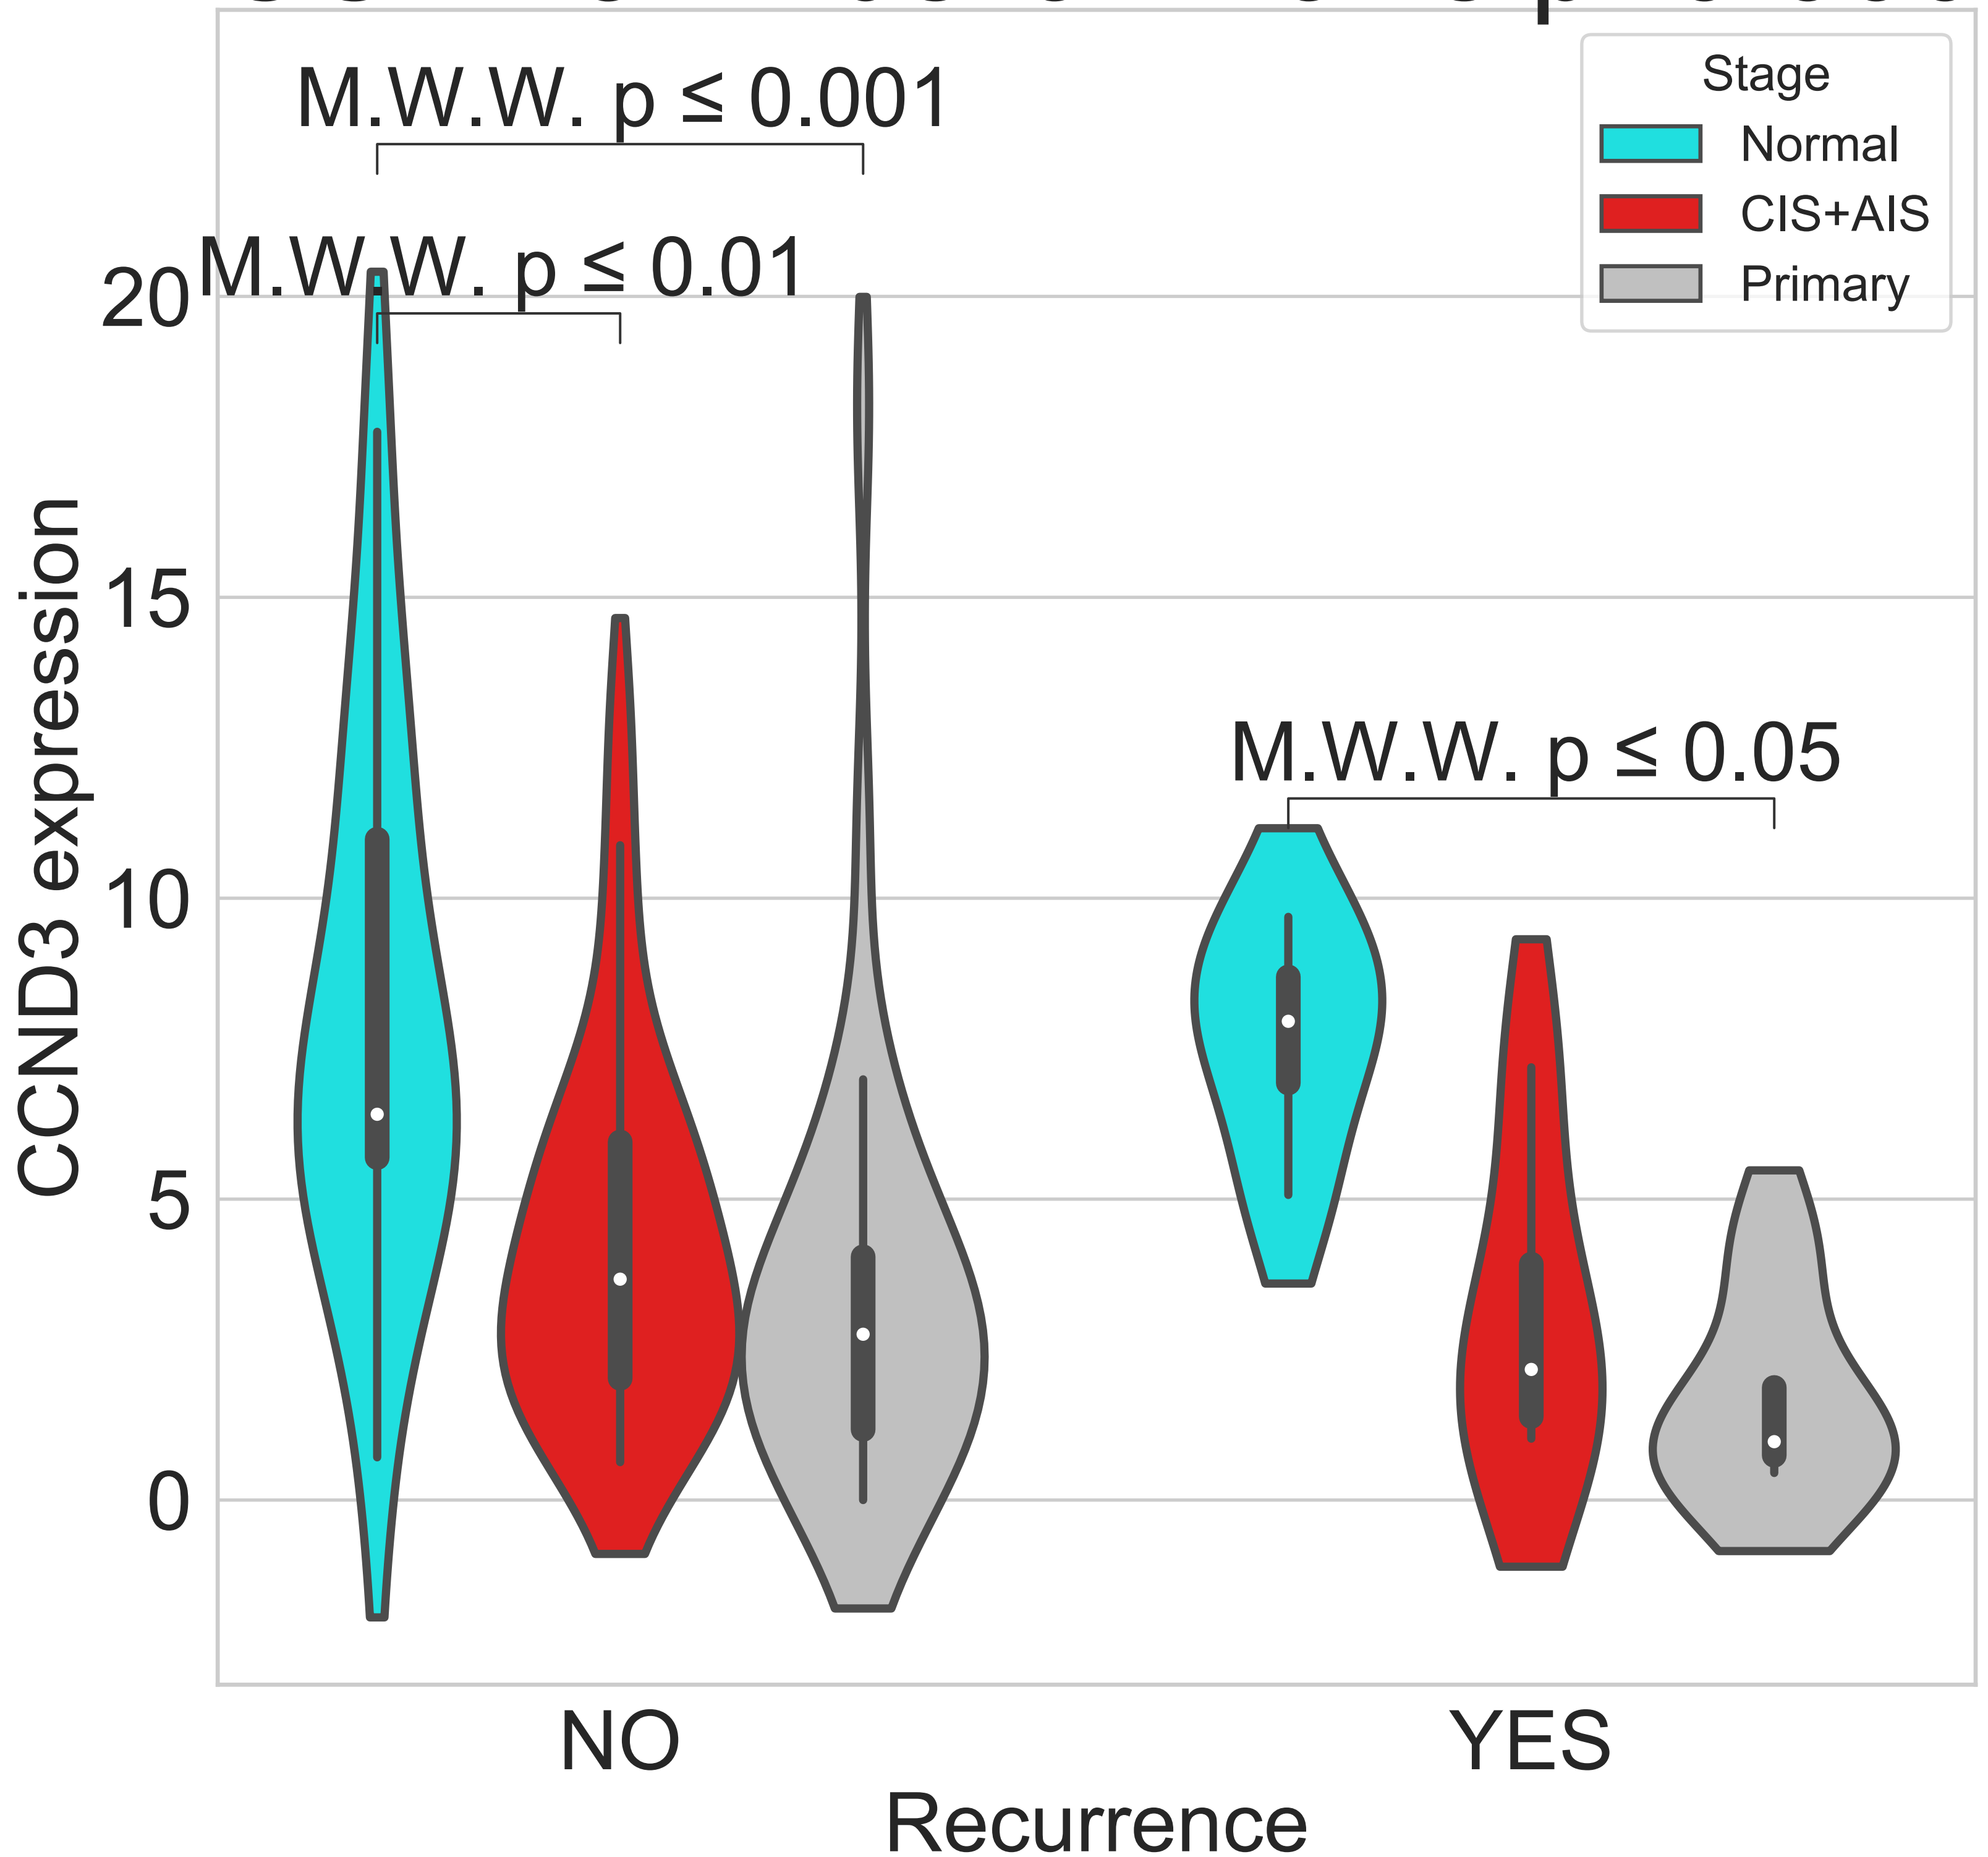 M.W.W. p ≤ 0.001
Stage
Normal
CIS+AIS
Primary
M.W.W. p ≤ 0.01
20
15
M.W.W. p ≤ 0.05
10
5
0
CCND3 expression
NO
YES
Recurrence